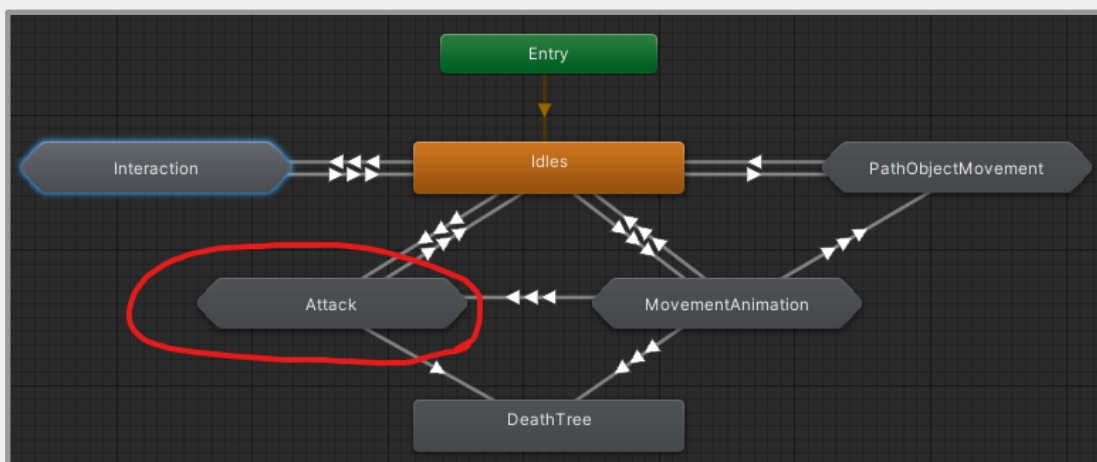 Entry
Idles
Interaction
PathObjectMovement
Attack
MovementAnimation
DeathTree